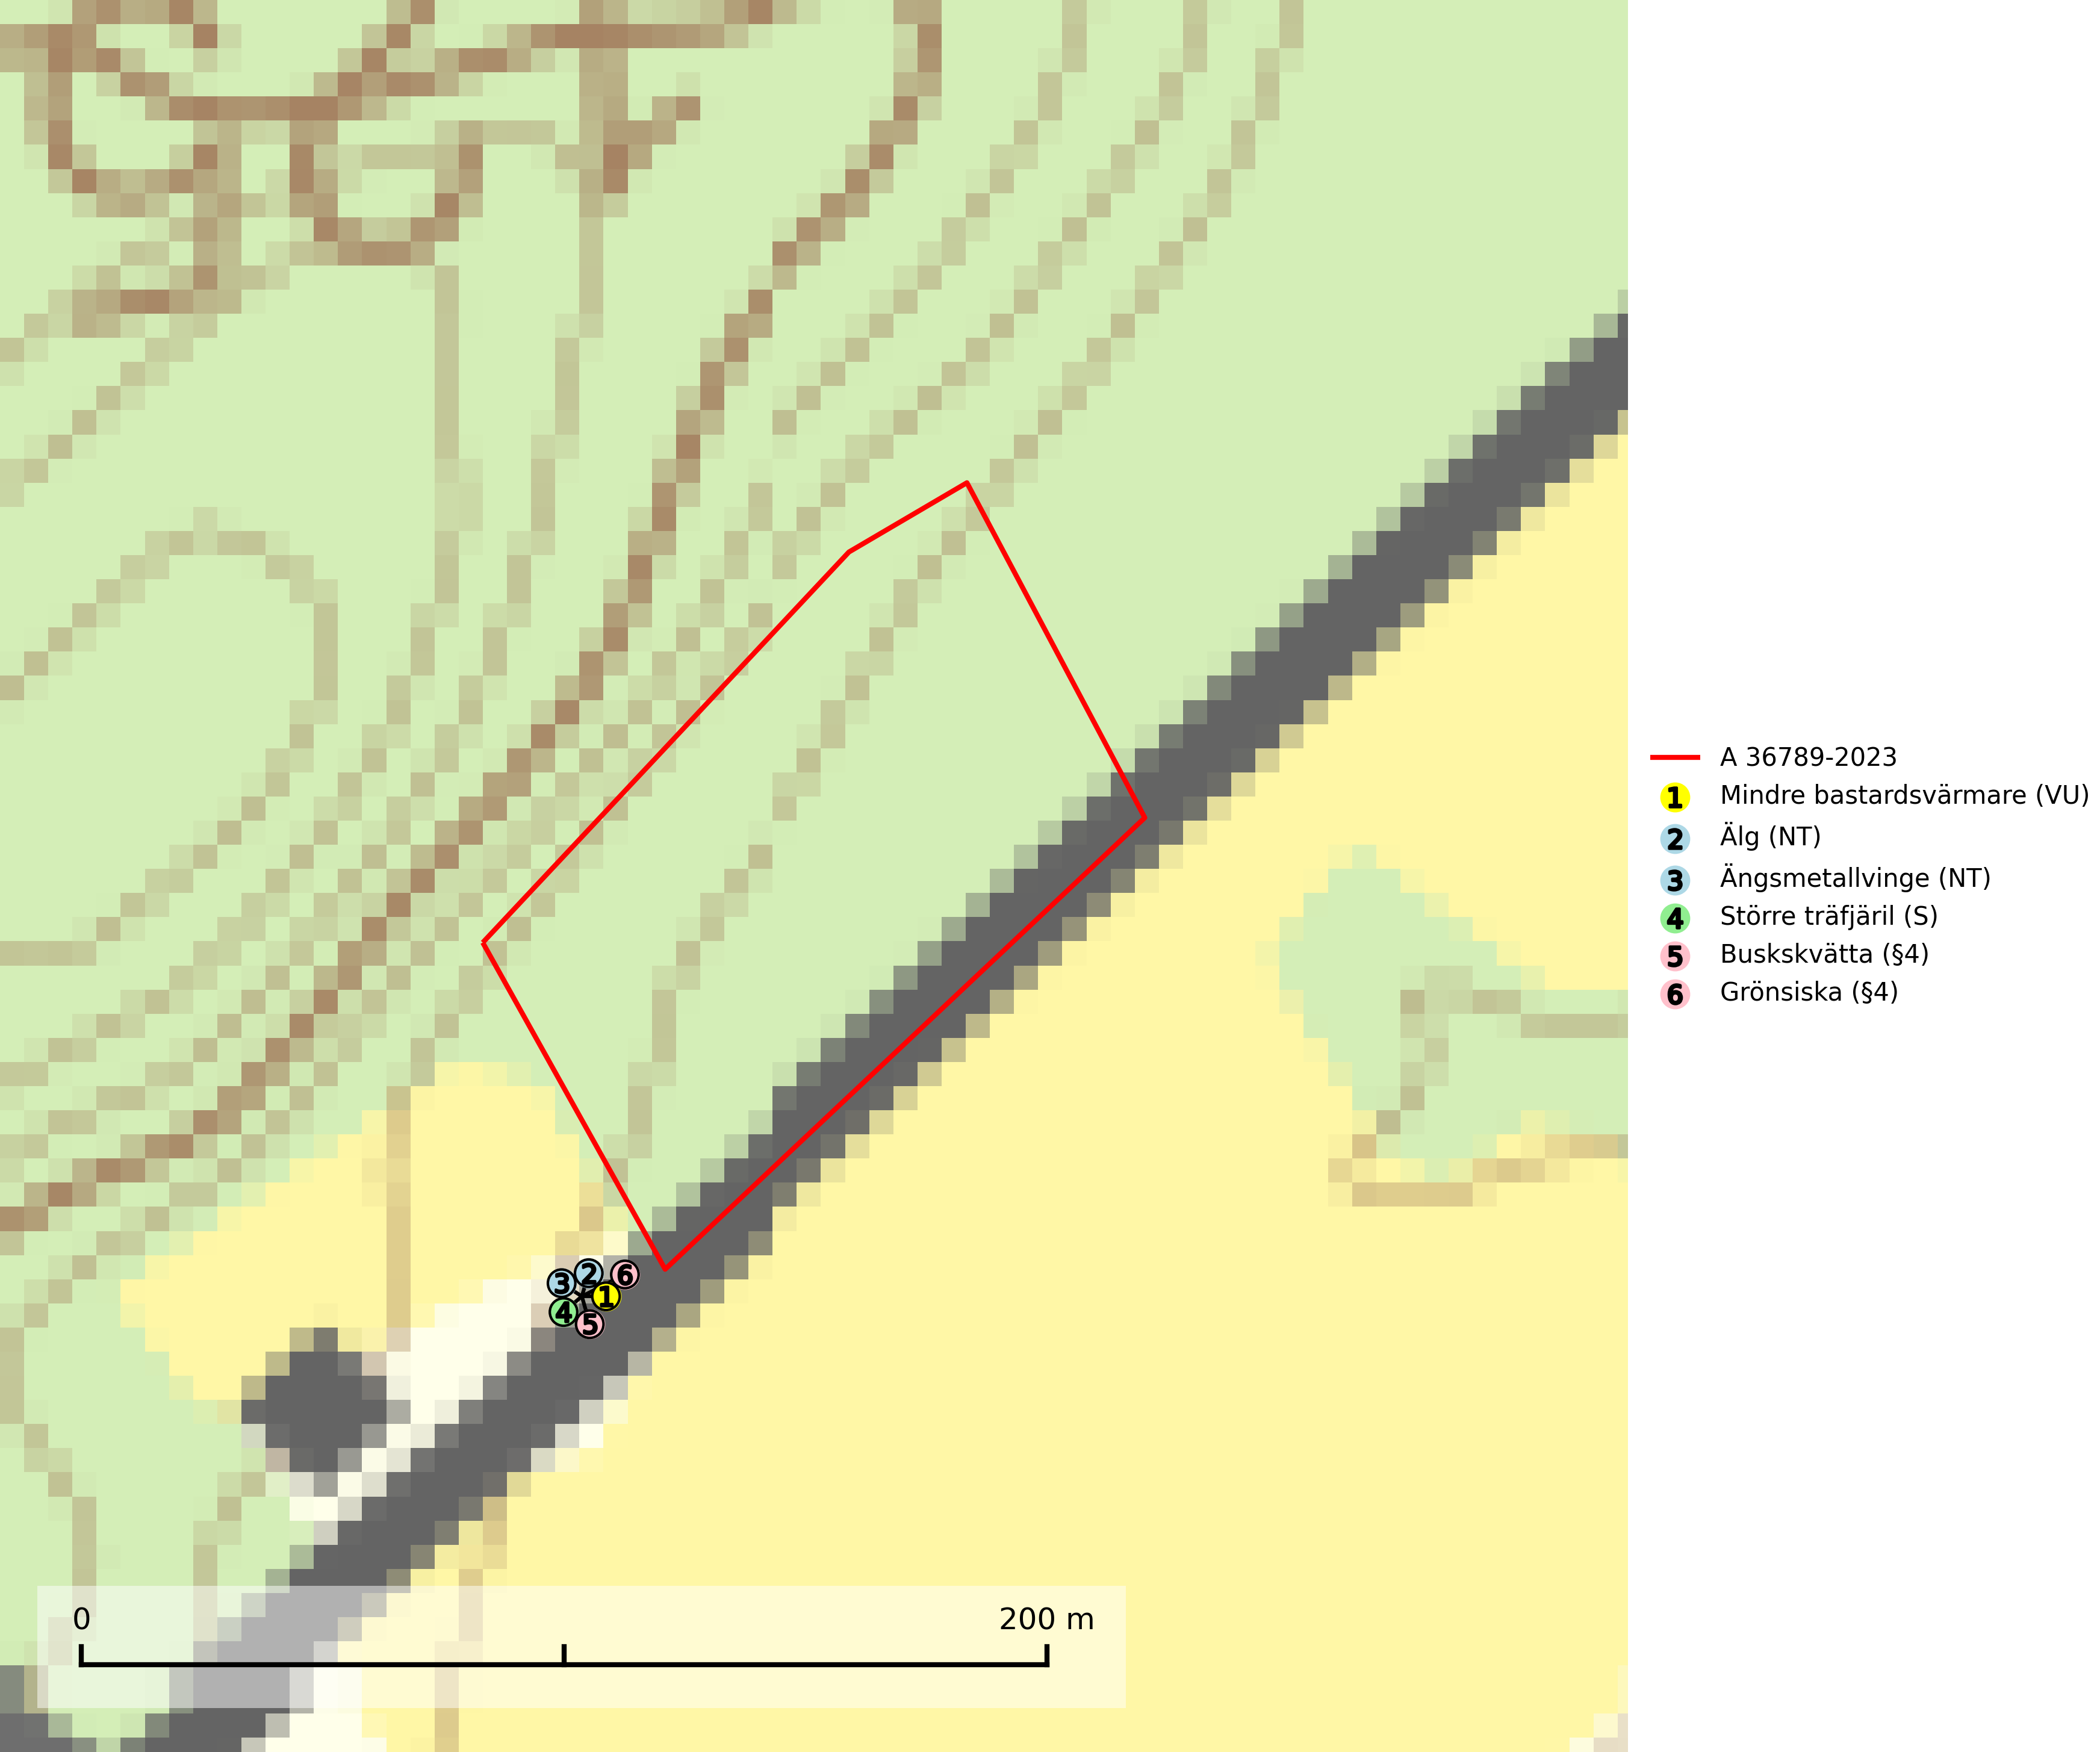 A 36789-2023
1 Mindre bastardsvärmare (VU)
2 Älg (NT)
3 Ängsmetallvinge (NT)
4 Större träfjäril (S)
5 Buskskvätta (§4)
6 Grönsiska (§4)
3 2 6
1
4 5
0 200 m